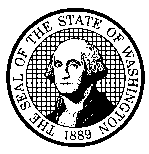 THE SEAL OF THE STATE OF WASHINGTON
1889